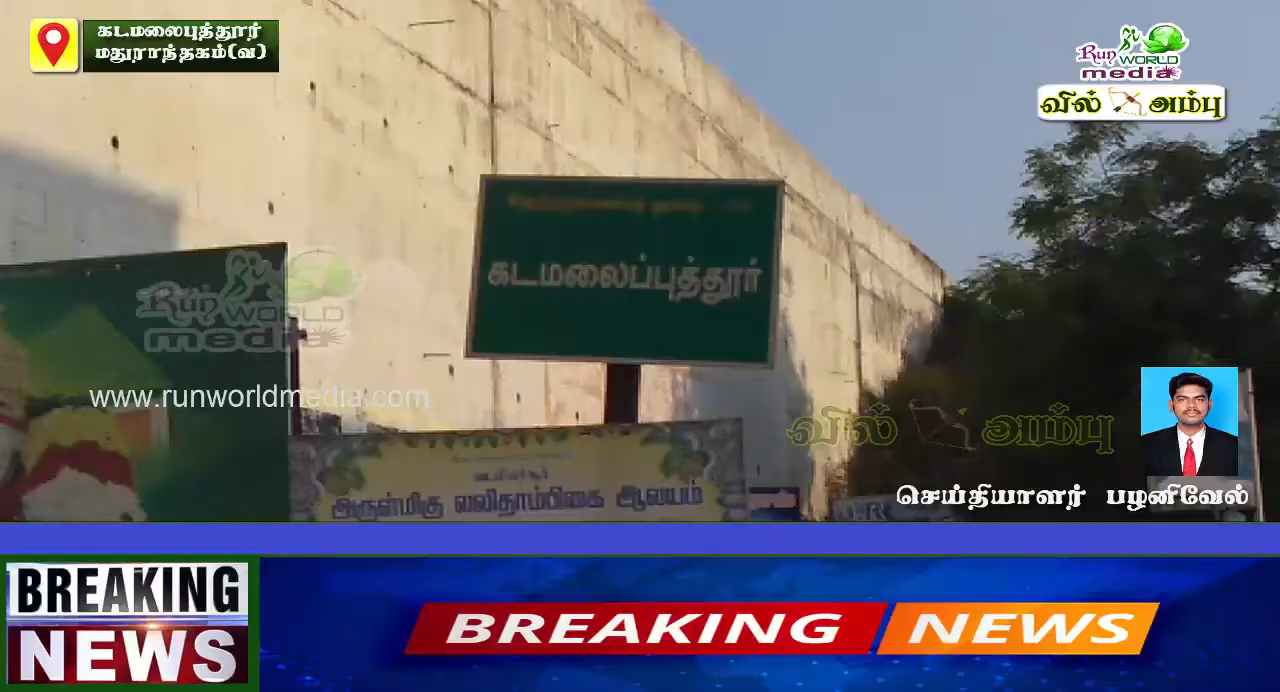 கடமலைபுத்தூர்
மதுராந்தகம்(வ)
Run WORLD
media
வில் அம்பு
கடமலைப்புத்தூர்
Run WORLD
media
www.runworldmedia.com
வில் அம்பு
அருள்மிகு லலிதாம்பிகை ஆலயம்
செய்தியாளர் பழனிவேல்
BREAKING
NEWS
BREAKING NEWS